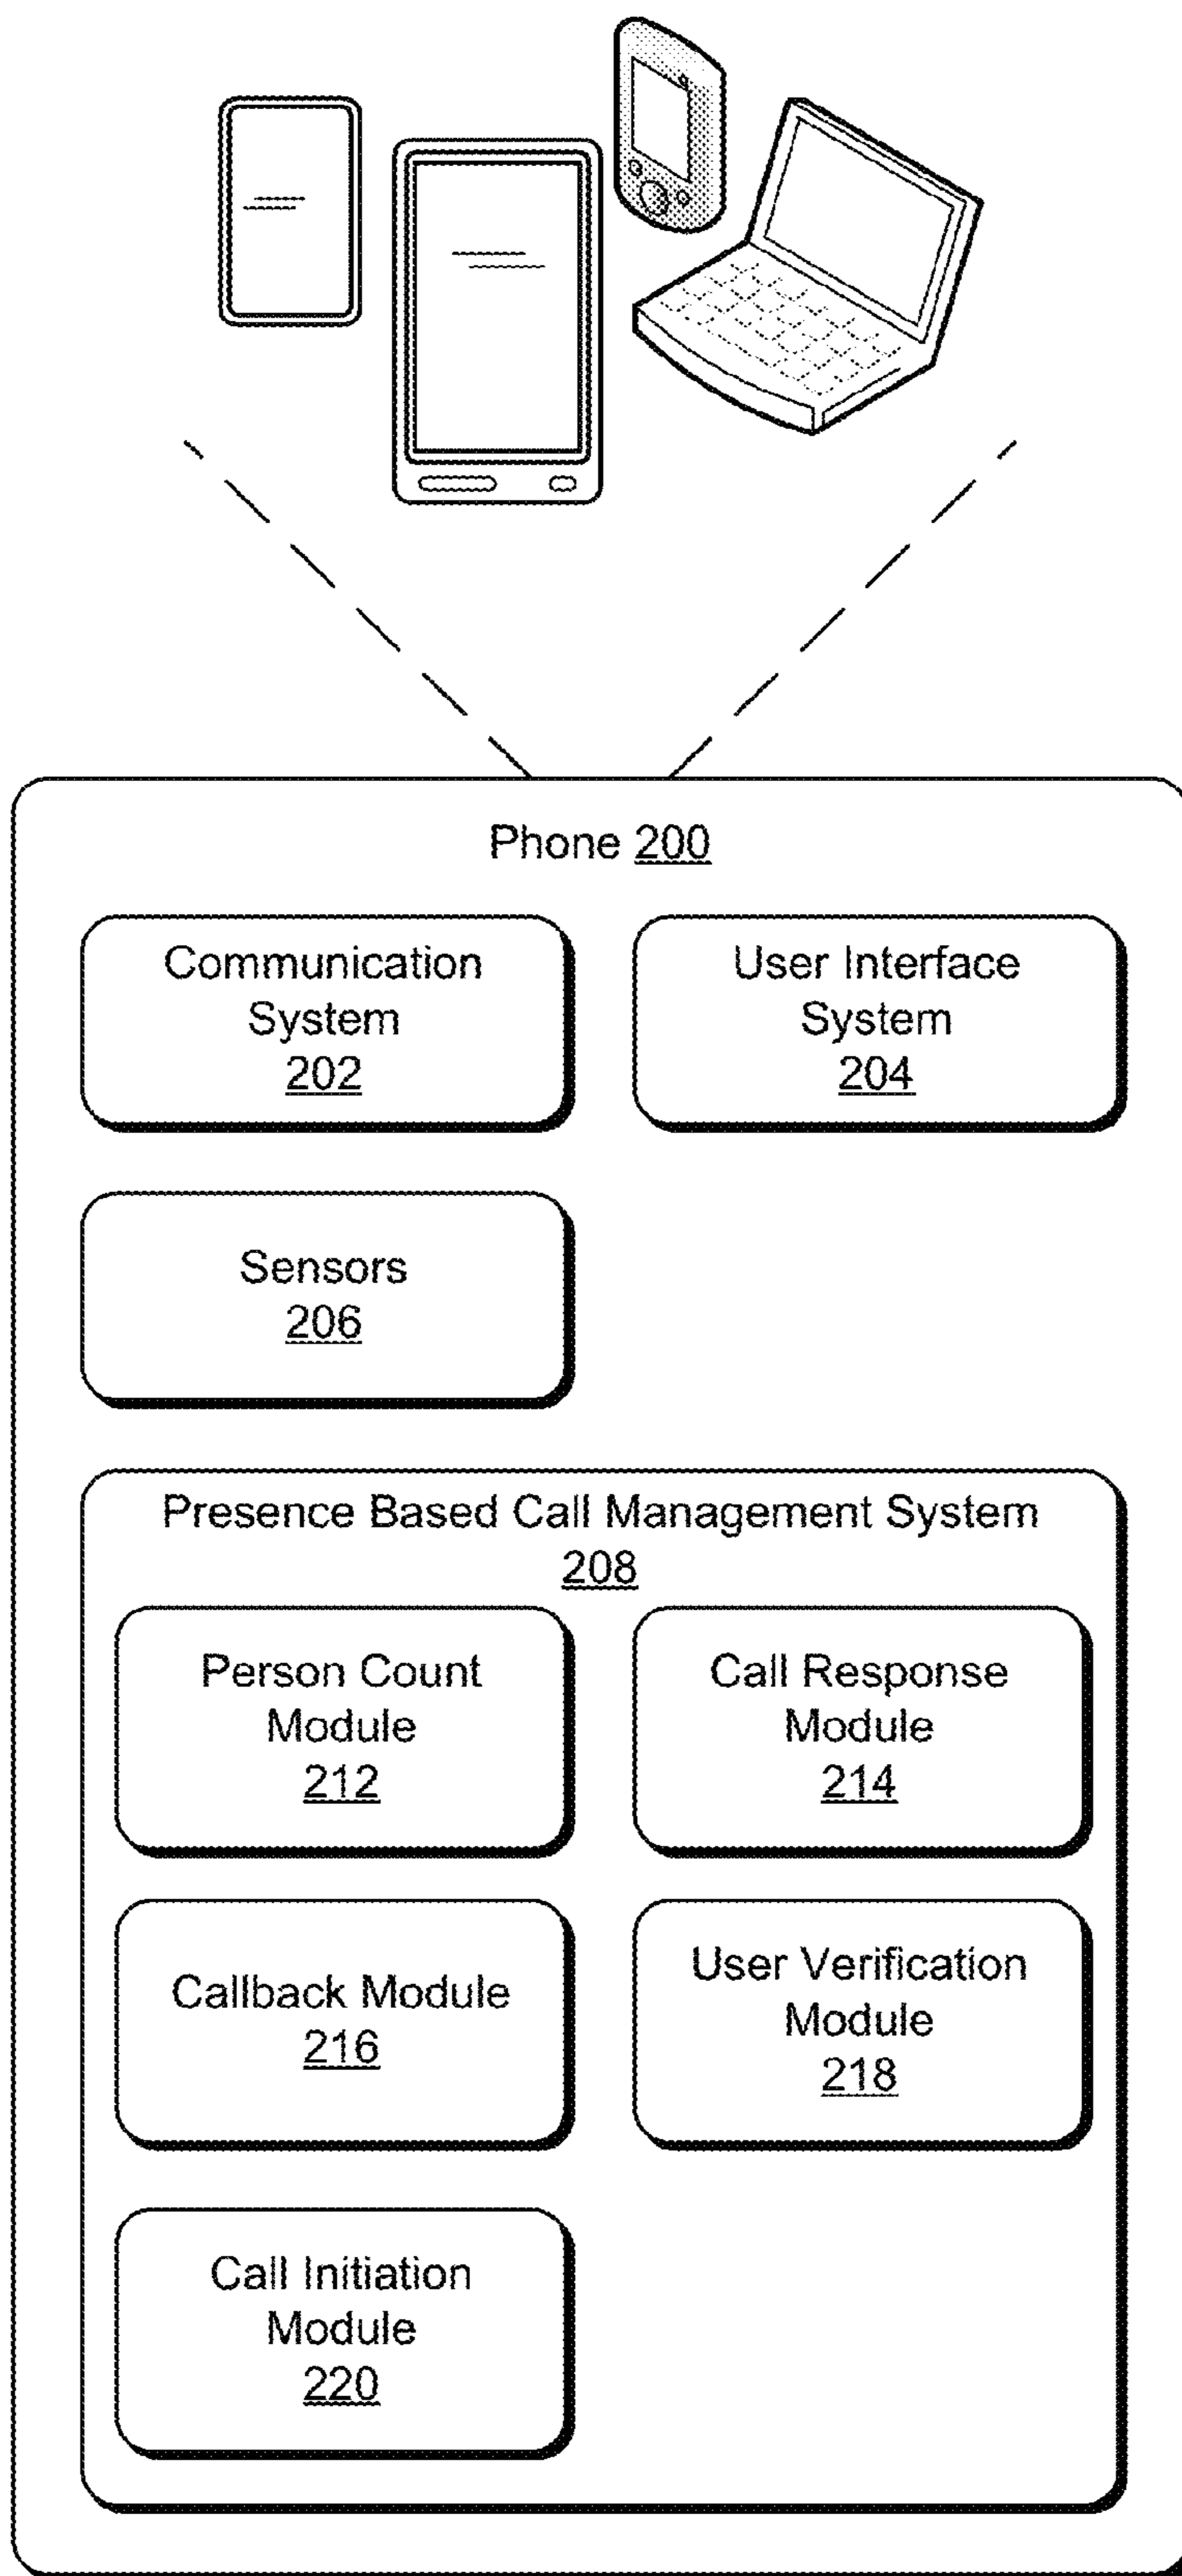 Phone 200
Communication
System
202
User Interface
System
204
Sensors
206
Presence Based Call Management System
208
Person Count
Module
212
Call Response
Module
214
Callback Module
216
User Verification
Module
218
Call Initiation
Module
220